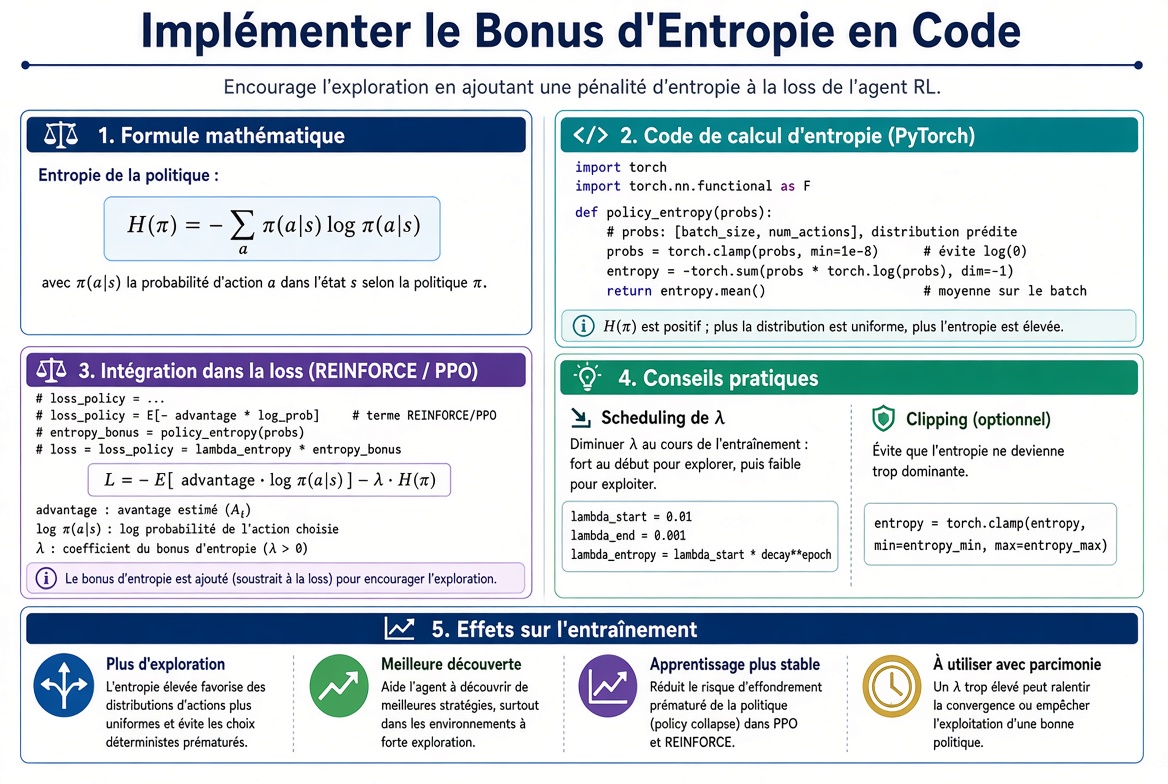 Implémenter le Bonus d'Entropie en Code
Encourage l'exploration en ajoutant une pénalité d'entropie à la loss de l'agent RL.
1. Formule mathématique
Entropie de la politique :
H(π) = − ∑ π(a|s) log π(a|s)
a
avec π(a|s) la probabilité d'action a dans l'état s selon la politique π.
</> 2. Code de calcul d'entropie (PyTorch)
import torch
import torch.nn.functional as F
def policy_entropy(probs):
# probs: [batch_size, num_actions], distribution prédite
probs = torch.clamp(probs, min=1e-8) # évite log(0)
entropy = -torch.sum(probs * torch.log(probs), dim=-1)
return entropy.mean() # moyenne sur le batch
H(π) est positif ; plus la distribution est uniforme, plus l'entropie est élevée.
3. Intégration dans la loss (REINFORCE / PPO)
# loss_policy = ...
# loss_policy = E[- advantage * log_prob] # terme REINFORCE/PPO
# entropy_bonus = policy_entropy(probs)
# loss = loss_policy = lambda_entropy * entropy_bonus
L = − E[ advantage · log π(a|s) ] − λ · H(π)
advantage : avantage estimé (Aₜ)
log π(a|s) : log probabilité de l'action choisie
λ : coefficient du bonus d'entropie (λ > 0)
Le bonus d'entropie est ajouté (soustrait à la loss) pour encourager l'exploration.
4. Conseils pratiques
Scheduling de λ
Diminuer λ au cours de l'entraînement :
fort au début pour explorer, puis faible
pour exploiter.
lambda_start = 0.01
lambda_end = 0.001
lambda_entropy = lambda_start * decay**epoch
Clipping (optionnel)
Évite que l'entropie ne devienne
trop dominante.
entropy = torch.clamp(entropy,
min=entropy_min, max=entropy_max)
5. Effets sur l'entraînement
Plus d'exploration
L'entropie élevée favorise des
distributions d'actions plus
uniformes et évite les choix
déterministes prématurés.
Meilleure découverte
Aide l'agent à découvrir de
meilleures stratégies, surtout
dans les environnements à
forte exploration.
Apprentissage plus stable
Réduit le risque d'effondrement
prématuré de la politique
(policy collapse) dans PPO
et REINFORCE.
À utiliser avec parcimonie
Un λ trop élevé peut ralentir
la convergence ou empêcher
l'exploitation d'une bonne
politique.